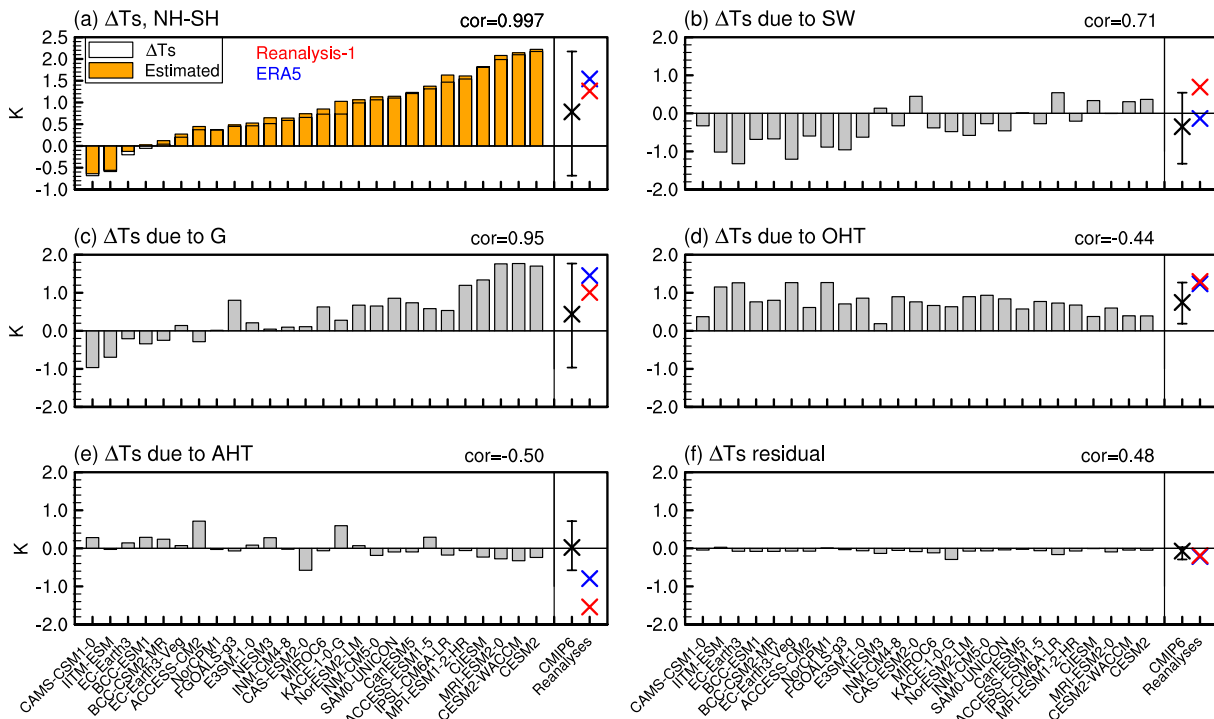 (a) ΔTs, NH-SH
cor=0.997
ΔTs
Estimated
Reanalysis-1
ERA5
K
2.5
2.0
1.5
1.0
0.5
0.0
-0.5
-1.0
(b) ΔTs due to SW
cor=0.71
2.0
1.0
0.0
-1.0
-2.0
(c) ΔTs due to G
cor=0.95
K
2.0
1.0
0.0
-1.0
-2.0
(d) ΔTs due to OHT
cor=-0.44
2.0
1.0
0.0
-1.0
-2.0
(e) ΔTs due to AHT
cor=-0.50
K
2.0
1.0
0.0
-1.0
-2.0
CAMS-CSM1-0
IITM-ESM
EC-Earth3
BCC-ESM1
BCC-CSM2-MR
EC-Earth3-Veg
ACCESS-CM2
NorCPM1
FGOALS-g3
E3SM-1-0
NESM3
INM-CM4-8
CAS-ESM2-0
MIROC6
KACE-1-0-G
NorESM2-LM
INM-CM5-0
SAM0-UNICON
CanESM5
ACCESS-ESM1-5
IPSL-CM6A-LR
MPI-ESM1-2-HR
CIESM
MRI-ESM2-0
CESM2-WACCM
CESM2
CMIP6
Reanalyses
(f) ΔTs residual
cor=0.48
2.0
1.0
0.0
-1.0
-2.0
CAMS-CSM1-0
IITM-ESM
EC-Earth3
BCC-ESM1
BCC-CSM2-MR
EC-Earth3-Veg
ACCESS-CM2
NorCPM1
FGOALS-g3
E3SM-1-0
NESM3
INM-CM4-8
CAS-ESM2-0
MIROC6
KACE-1-0-G
NorESM2-LM
INM-CM5-0
SAM0-UNICON
CanESM5
ACCESS-ESM1-5
IPSL-CM6A-LR
MPI-ESM1-2-HR
CIESM
MRI-ESM2-0
CESM2-WACCM
CESM2
CMIP6
Reanalyses